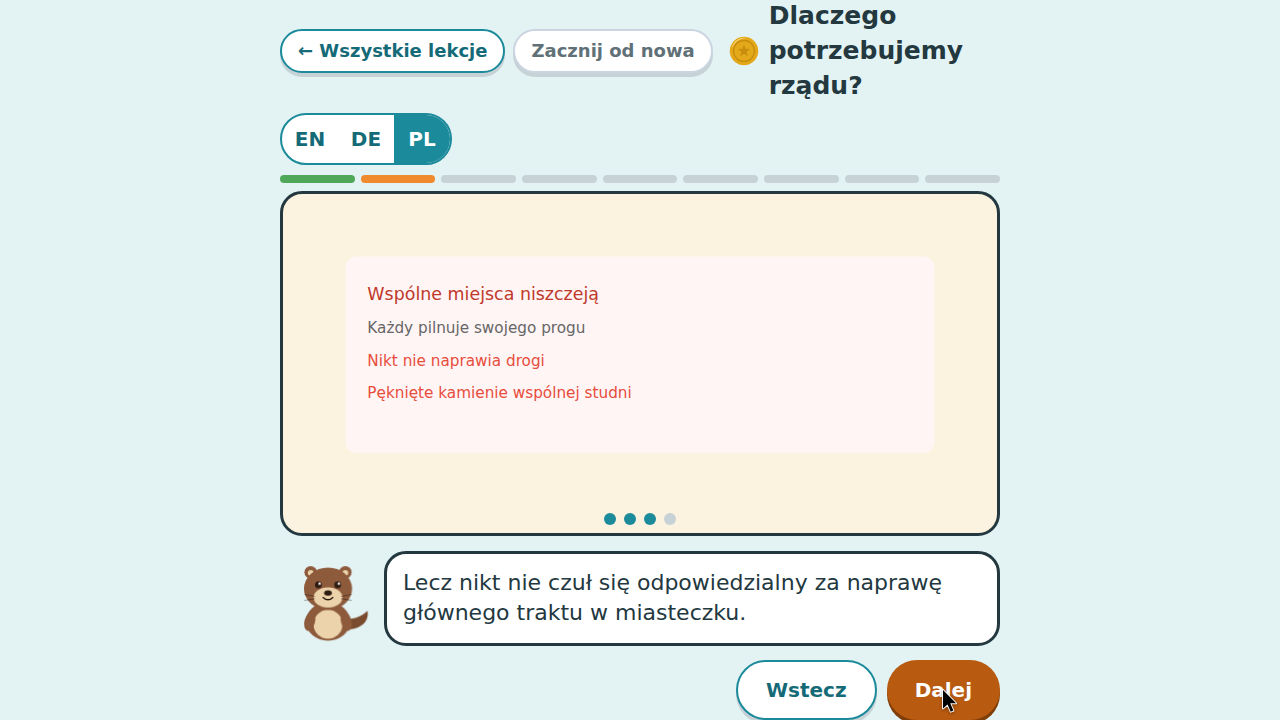 ← Wszystkie lekcje
Zacznij od nowa
Dlaczego
potrzebujemy
rządu?
EN DE PL
Wspólne miejsca niszczeją
Każdy pilnuje swojego progu
Nikt nie naprawia drogi
Pęknięte kamienie wspólnej studni
Lecz nikt nie czuł się odpowiedzialny za naprawę
głównego traktu w miasteczku.
Wstecz
Dalej